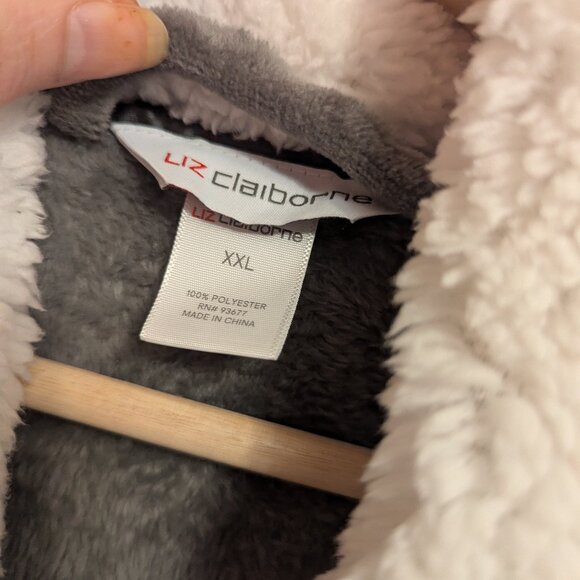 LIZ claiborne
LIZ claiborne
XXL
100% POLYESTER
RN# 93677
MADE IN CHINA